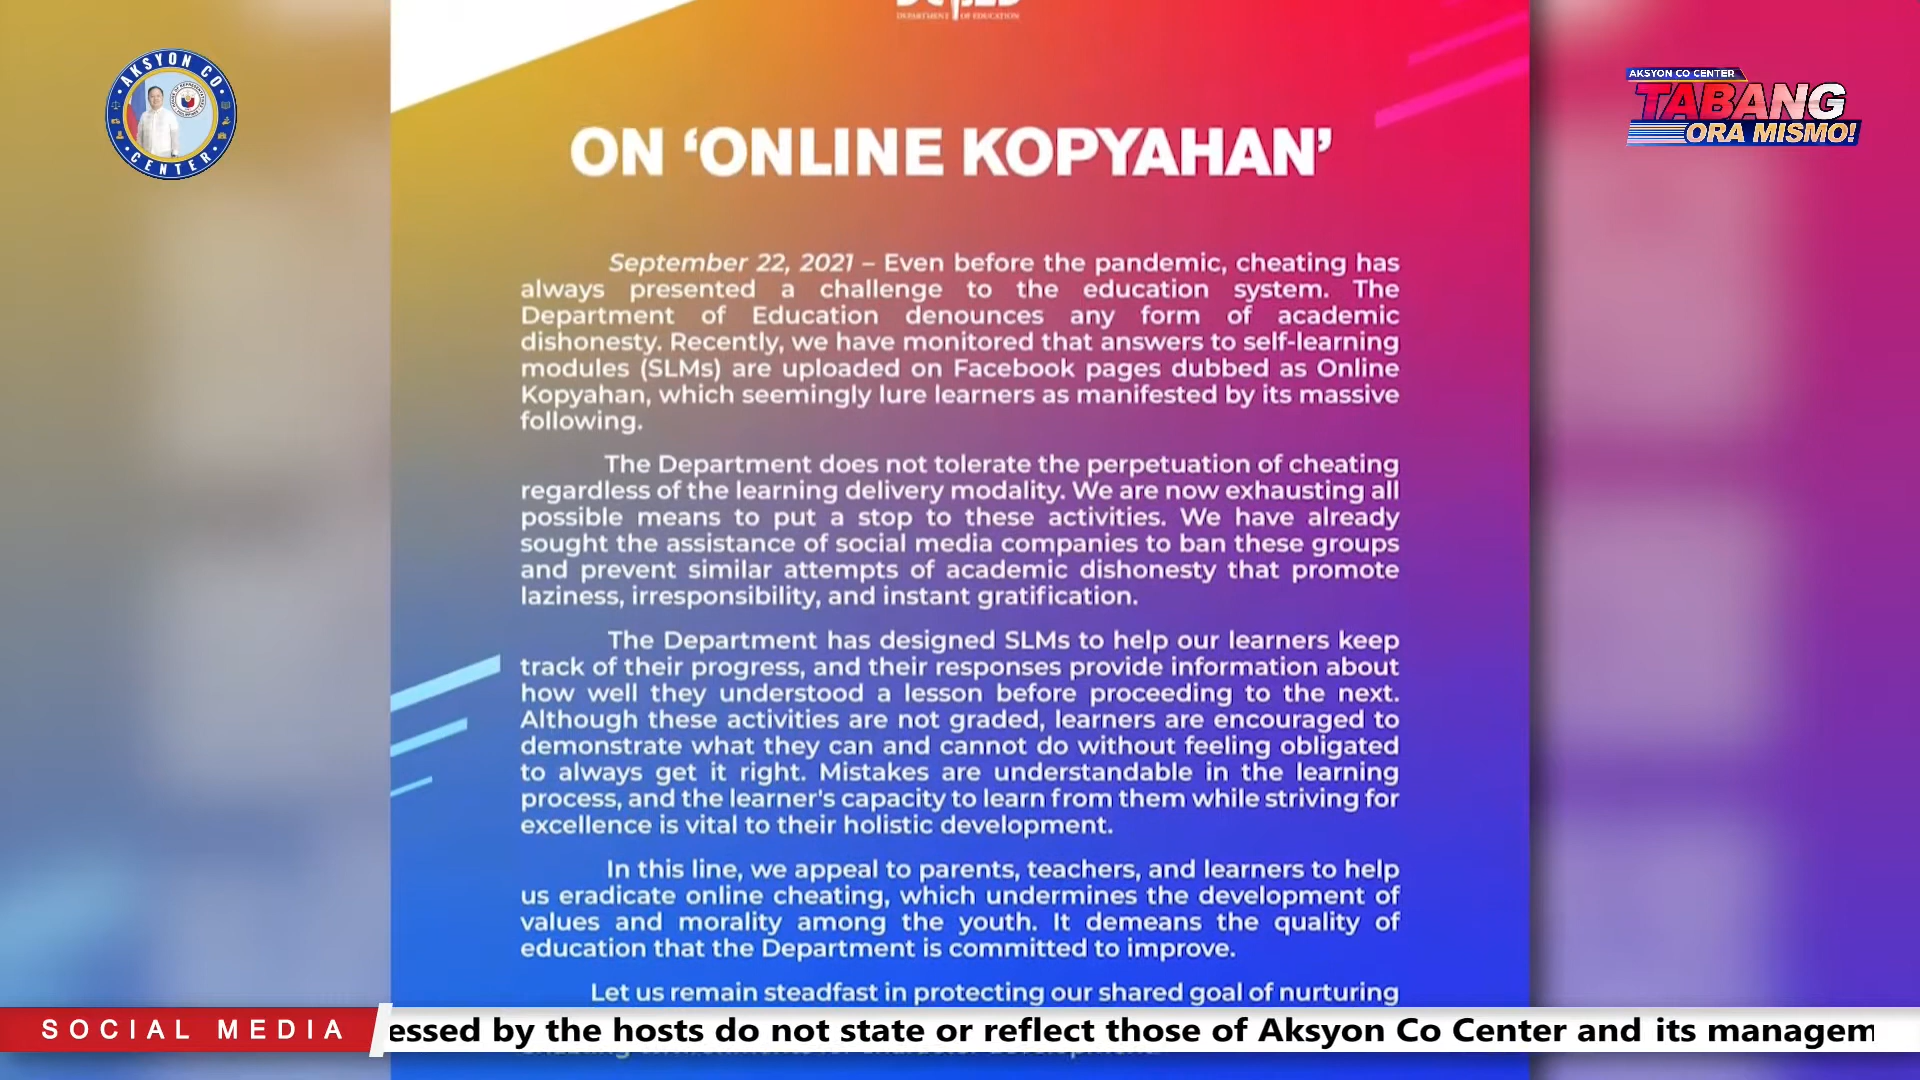 DEPARTMENT OF EDUCATION
AKSYON CO
CENTER
AKSYON CO CENTER
TABANG
ORA MISMO!
ON ‘ONLINE KOPYAHAN’
September 22, 2021 – Even before the pandemic, cheating has
always presented a challenge to the education system. The
Department of Education denounces any form of academic
dishonesty. Recently, we have monitored that answers to self-learning
modules (SLMs) are uploaded on Facebook pages dubbed as Online
Kopyahan, which seemingly lure learners as manifested by its massive
following.
The Department does not tolerate the perpetuation of cheating
regardless of the learning delivery modality. We are now exhausting all
possible means to put a stop to these activities. We have already
sought the assistance of social media companies to ban these groups
and prevent similar attempts of academic dishonesty that promote
laziness, irresponsibility, and instant gratification.
The Department has designed SLMs to help our learners keep
track of their progress, and their responses provide information about
how well they understood a lesson before proceeding to the next.
Although these activities are not graded, learners are encouraged to
demonstrate what they can and cannot do without feeling obligated
to always get it right. Mistakes are understandable in the learning
process, and the learner's capacity to learn from them while striving for
excellence is vital to their holistic development.
In this line, we appeal to parents, teachers, and learners to help
us eradicate online cheating, which undermines the development of
values and morality among the youth. It demeans the quality of
education that the Department is committed to improve.
Let us remain steadfast in protecting our shared goal of nurturing
SOCIAL MEDIA
essed by the hosts do not state or reflect those of Aksyon Co Center and its managem